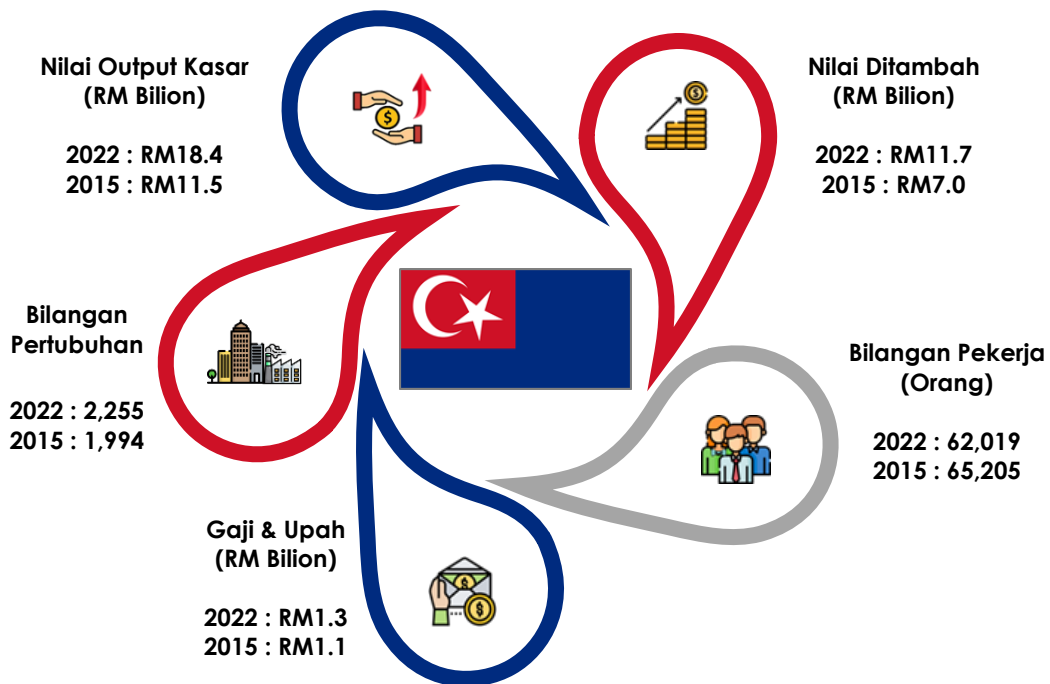 Nilai Output Kasar
(RM Bilion)
2022 : RM18.4
2015 : RM11.5
Nilai Ditambah
(RM Bilion)
2022 : RM11.7
2015 : RM7.0
Bilangan
Pertubuhan
2022 : 2,255
2015 : 1,994
Bilangan Pekerja
(Orang)
2022 : 62,019
2015 : 65,205
Gaji & Upah
(RM Bilion)
2022 : RM1.3
2015 : RM1.1